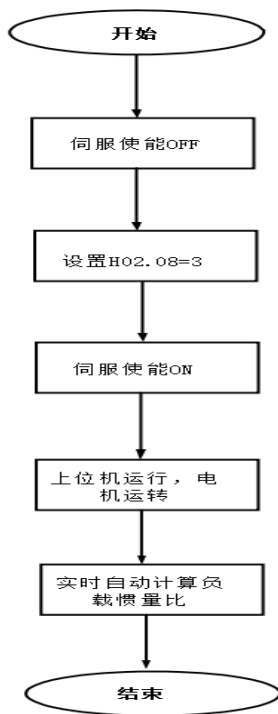 开始
伺服使能OFF
设置H02.08=3
伺服使能ON
上位机运行，电
机运转
实时自动计算负
载惯量比
结束